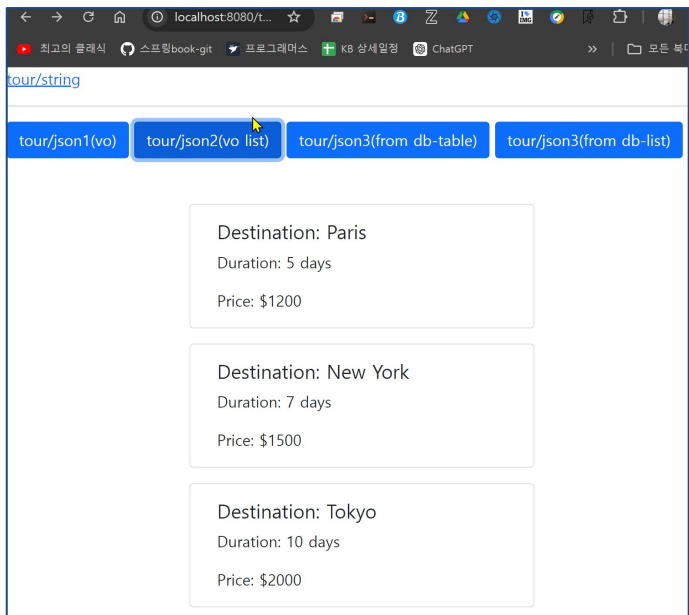 localhost:8080/t...
최고의 클래식 스프링book-git 프로그래머스 KB 상세일정 ChatGPT » 모든 북
tour/string
tour/json1(vo) tour/json2(vo list) tour/json3(from db-table) tour/json3(from db-list)
Destination: Paris
Duration: 5 days
Price: $1200
Destination: New York
Duration: 7 days
Price: $1500
Destination: Tokyo
Duration: 10 days
Price: $2000